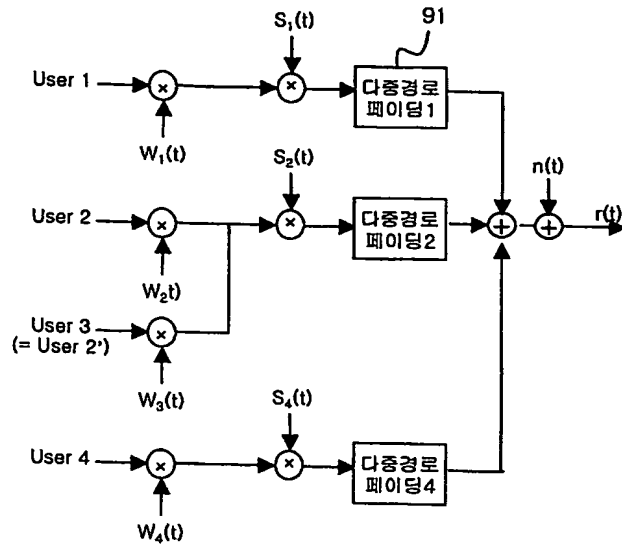 S₁(t)
91
User 1
×
×
다중경로
페이딩1
W₁(t)
S₂(t)
n(t)
User 2
×
×
다중경로
페이딩2
+
+
r(t)
W₂t)
User 3
(= User 2')
×
W₃(t)
S₄(t)
User 4
×
×
다중경로
페이딩4
W₄(t)